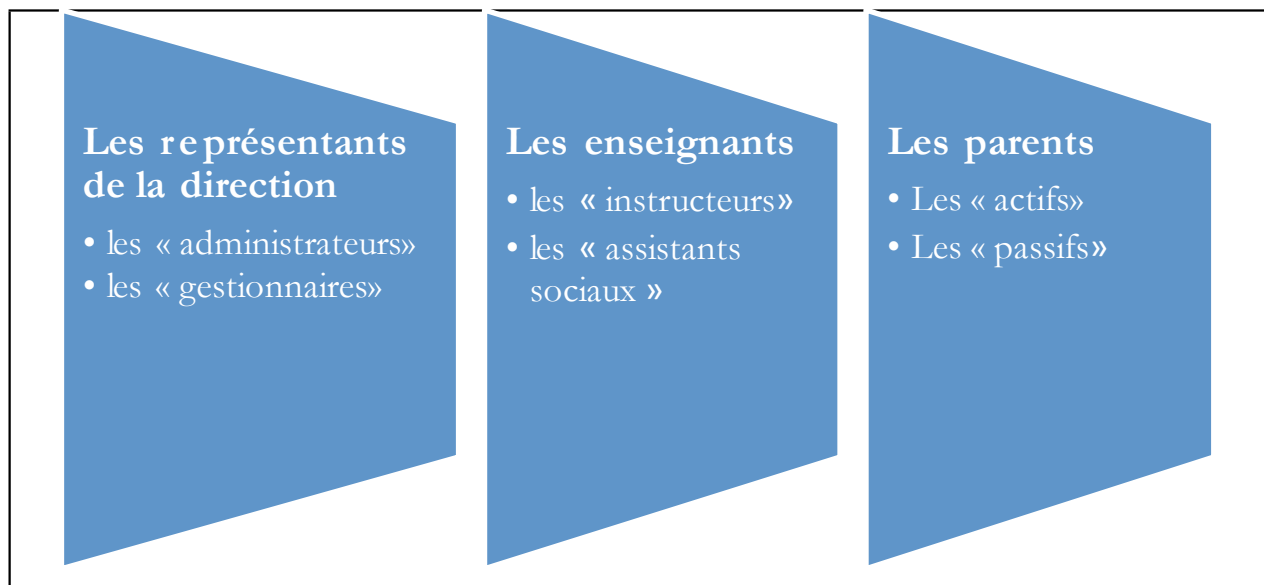 Les représentants
de la direction
• les « administrateurs»
• les « gestionnaires»
Les enseignants
• les « instructeurs»
• les « assistants
sociaux »
Les parents
• Les « actifs»
• Les « passifs»